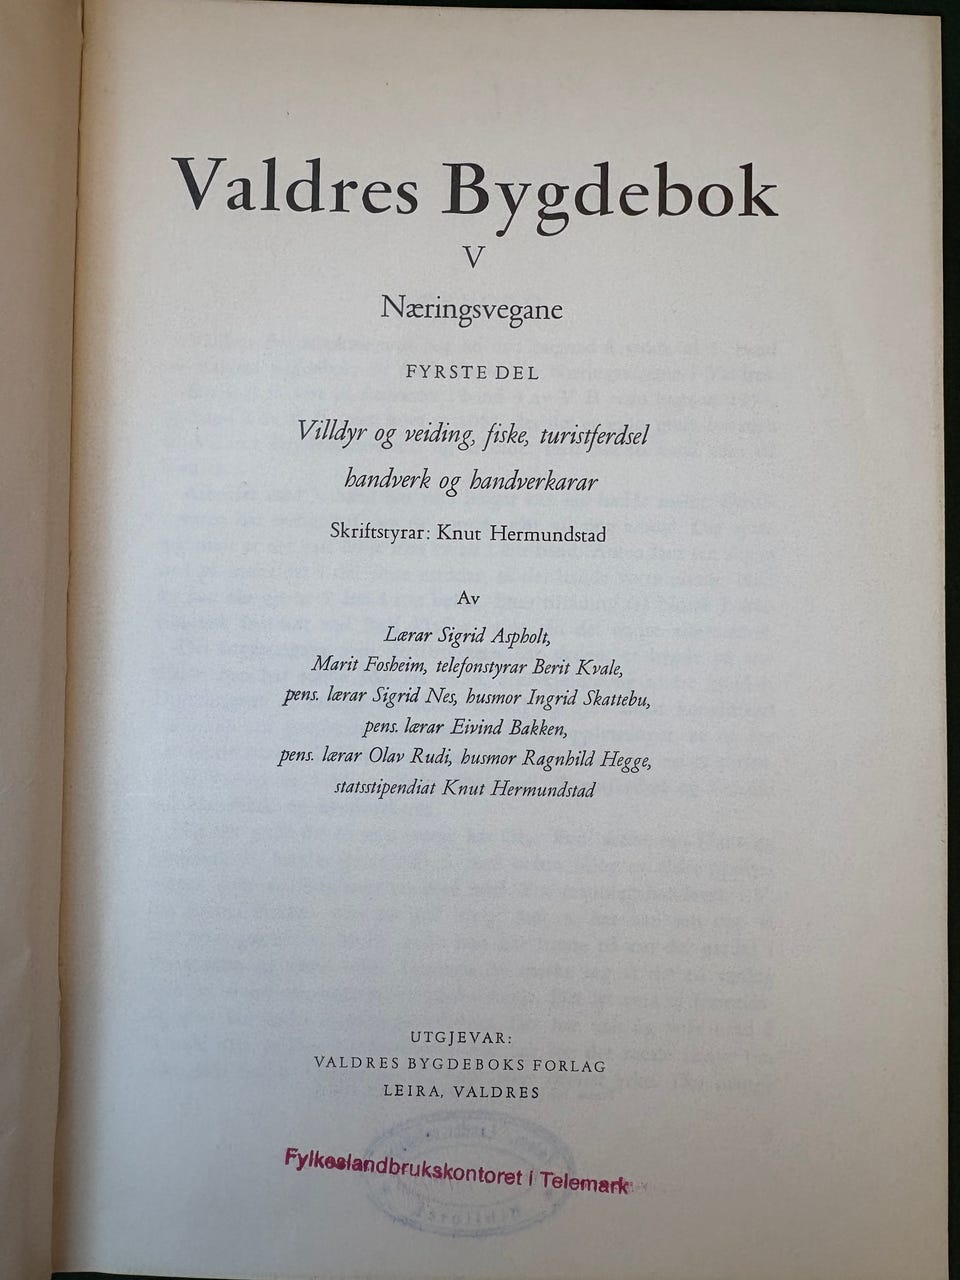 Valdres Bygdebok
V
Næringsvegane
FYRSTE DEL
Villdyr og veiding, fiske, turistferdsel
handverk og handverkarar
Skriftstyrar: Knut Hermundstad
Av
Lærar Sigrid Aspholt,
Marit Fosheim, telefonstyrar Berit Kvale,
pens. lærar Sigrid Nes, husmor Ingrid Skattebu,
pens. lærar Eivind Bakken,
pens. lærar Olav Rudi, husmor Ragnhild Hegge,
statsstipendiat Knut Hermundstad
UTGJEVAR:
VALDRES BYGDEBOKS FORLAG
LEIRA, VALDRES
Fylkeslandbrukskontoret i Telemark